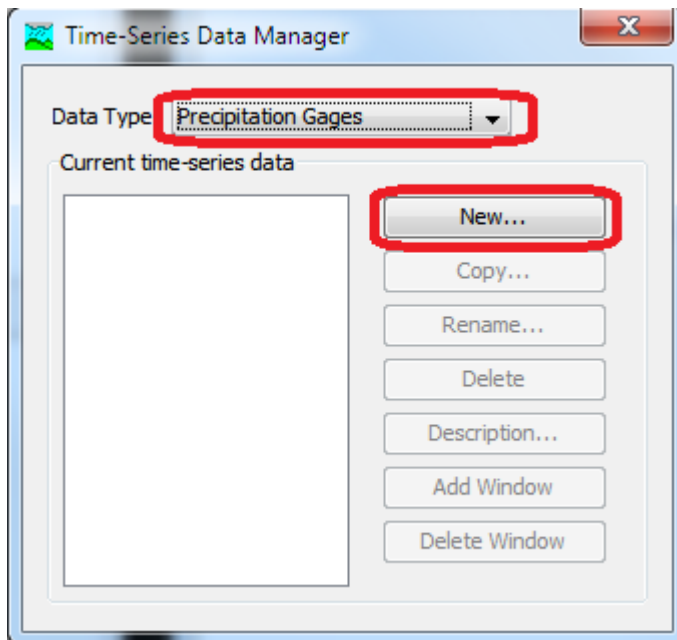 Time-Series Data Manager
Data Type Precipitation Gages
Current time-series data
New...
Copy...
Rename...
Delete
Description...
Add Window
Delete Window